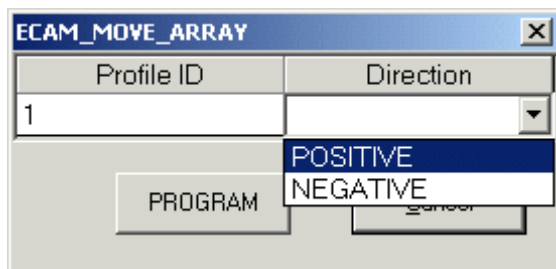 ECAM_MOVE_ARRAY
Profile ID Direction
1
POSITIVE
NEGATIVE
PROGRAM